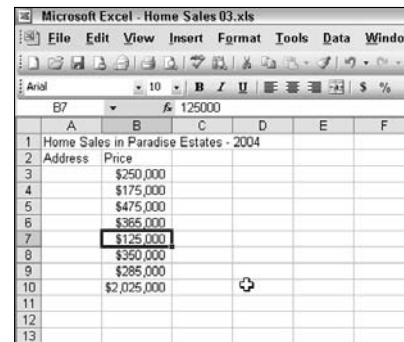 Microsoft Excel - Home Sales 03.xls
File Edit View Insert Format Tools Data Windo
Arial 10 B I U $ %
B7 fx 125000
A B C D E F
1 Home Sales in Paradise Estates - 2004
2 Address Price
3 $250,000
4 $175,000
5 $475,000
6 $365,000
7 $125,000
8 $350,000
9 $285,000
10 $2,025,000
11
12
13